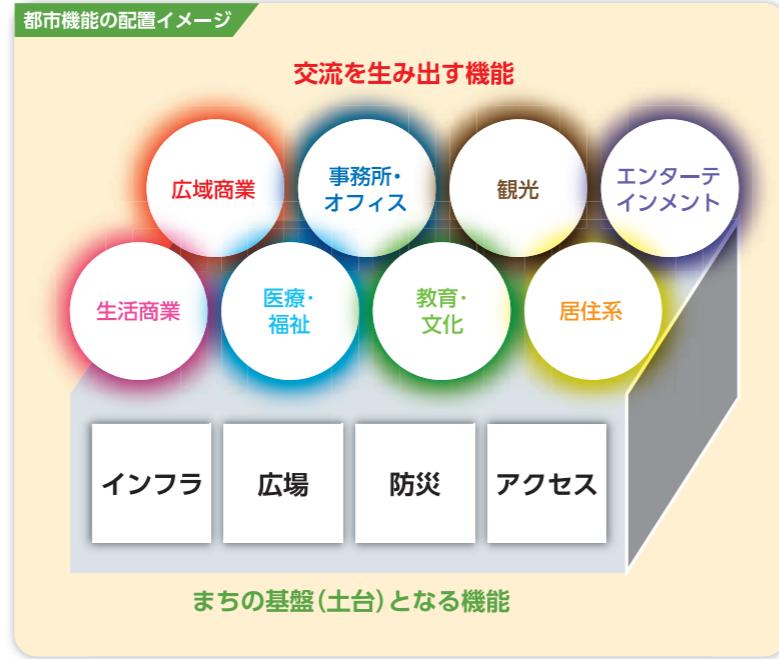 都市機能の配置イメージ
交流を生み出す機能
広域商業
事務所・
オフィス
観光
エンターテ
インメント
生活商業
医療・
福祉
教育・
文化
居住系
インフラ
広場
防災
アクセス
まちの基盤(土台)となる機能